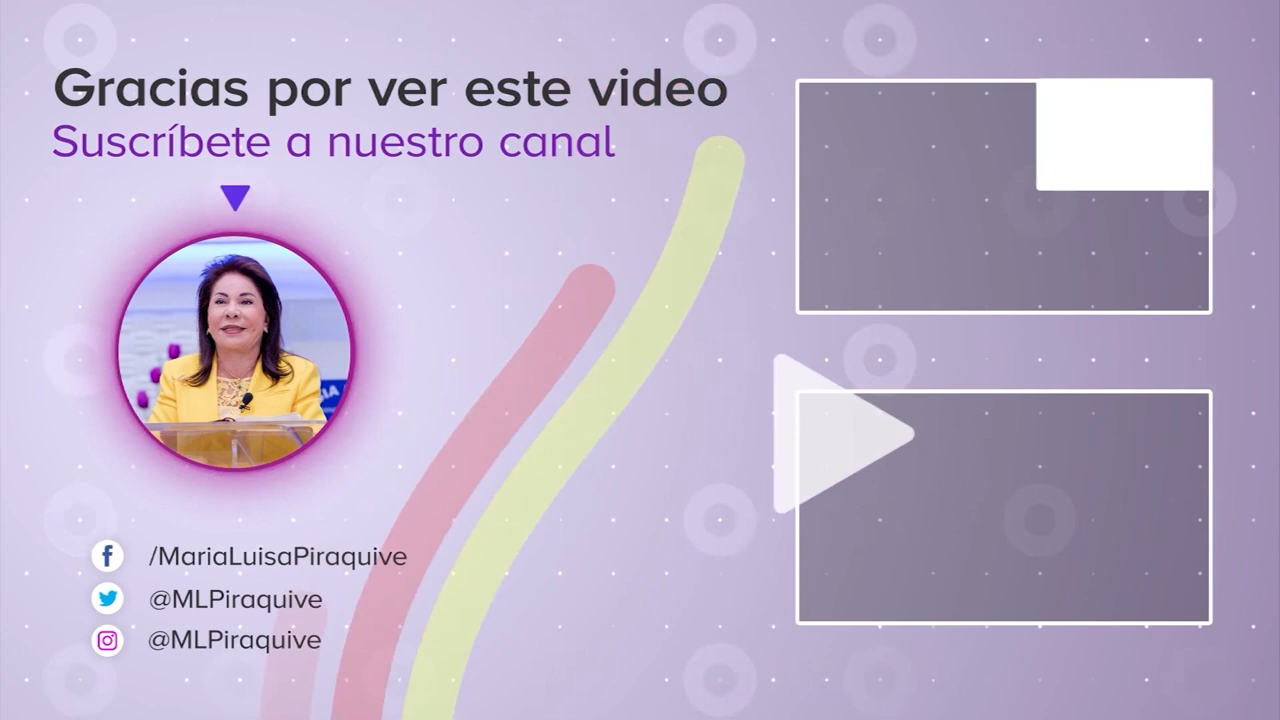 Gracias por ver este video
Suscríbete a nuestro canal
/MariaLuisaPiraquive
@MLPiraquive
@MLPiraquive